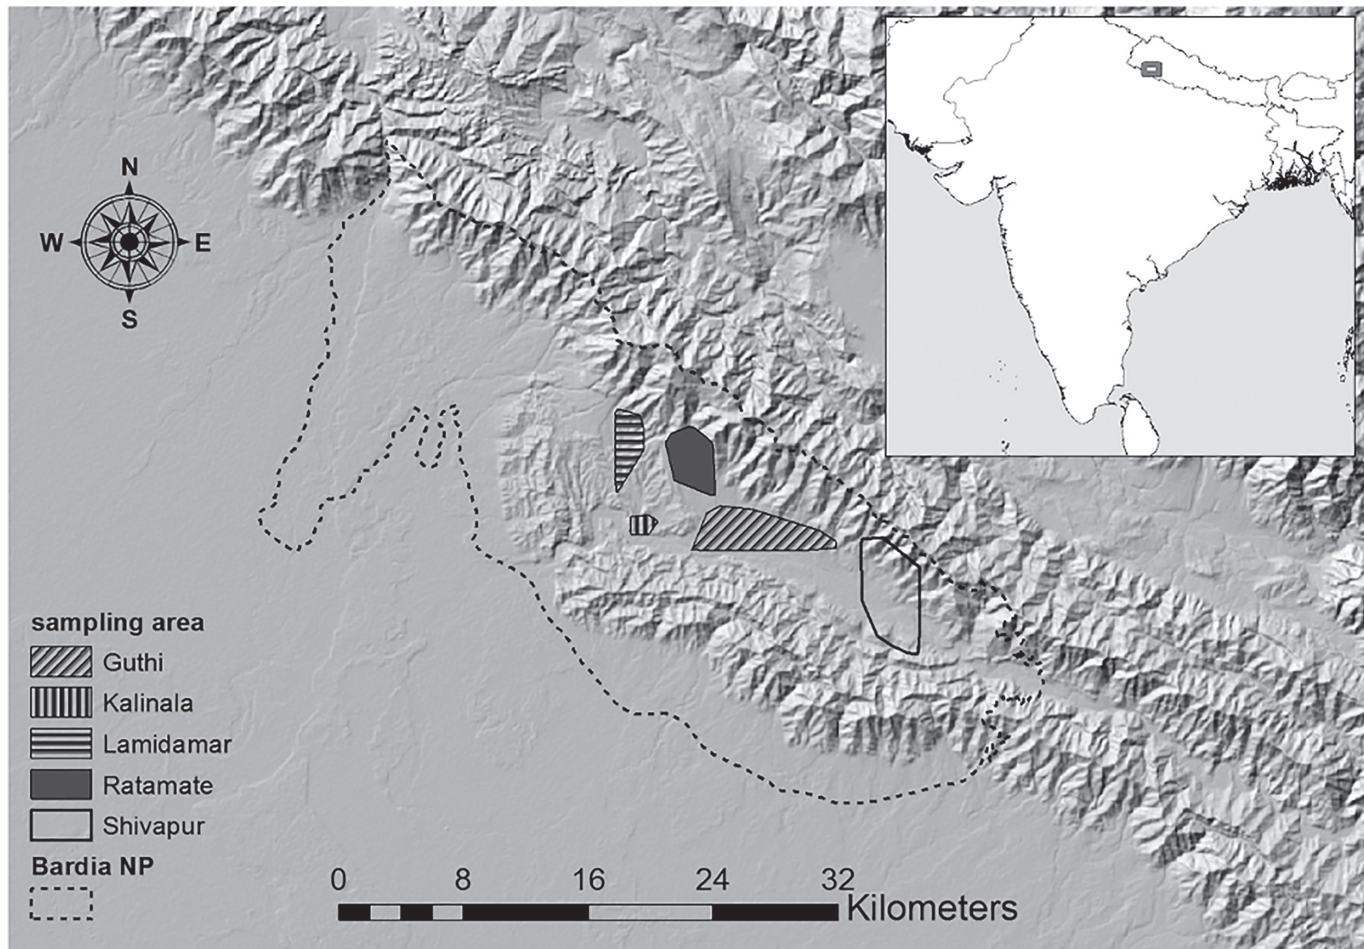 N
W E
S
sampling area
Guthi
Kalinala
Lamidamar
Ratamate
Shivapur
Bardia NP
0 8 16 24 32
Kilometers